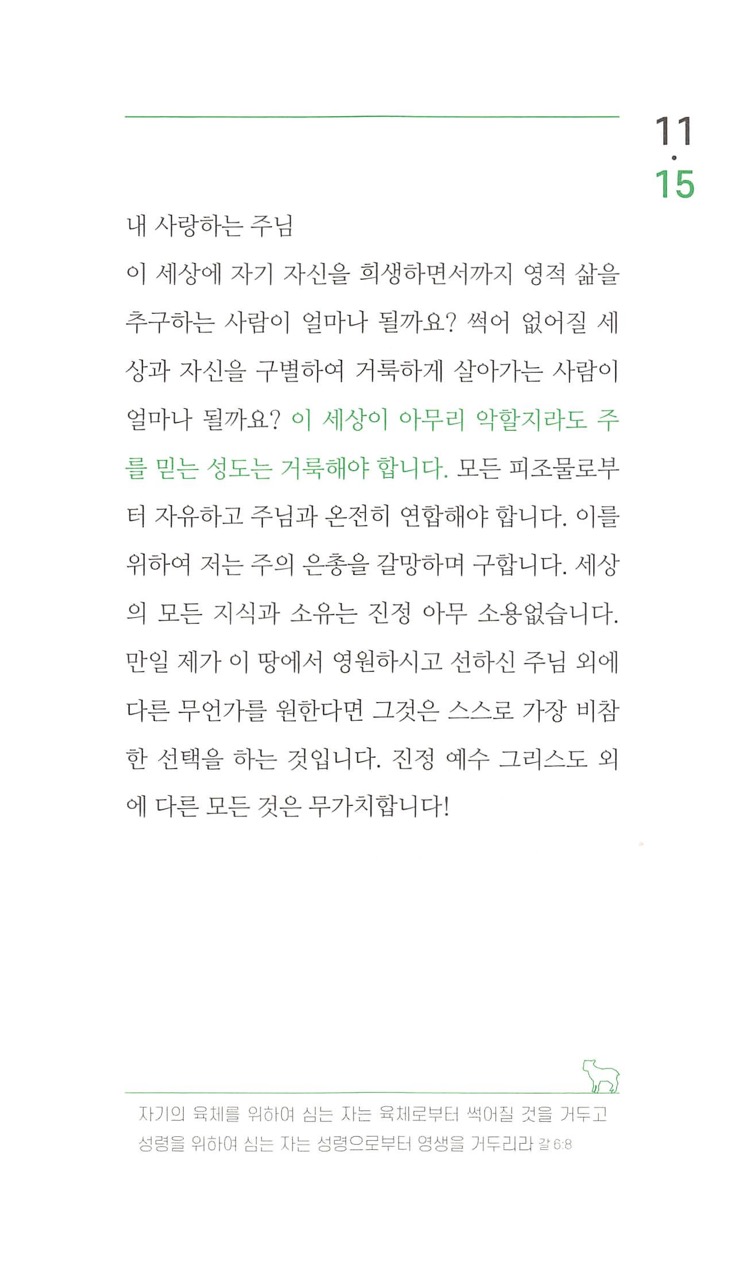 11
·
15
내 사랑하는 주님
이 세상에 자기 자신을 희생하면서까지 영적 삶을
추구하는 사람이 얼마나 될까요? 썩어 없어질 세
상과 자신을 구별하여 거룩하게 살아가는 사람이
얼마나 될까요? 이 세상이 아무리 악할지라도 주
를 믿는 성도는 거룩해야 합니다. 모든 피조물로부
터 자유하고 주님과 온전히 연합해야 합니다. 이를
위하여 저는 주의 은총을 갈망하며 구합니다. 세상
의 모든 지식과 소유는 진정 아무 소용없습니다.
만일 제가 이 땅에서 영원하시고 선하신 주님 외에
다른 무언가를 원한다면 그것은 스스로 가장 비참
한 선택을 하는 것입니다. 진정 예수 그리스도 외
에 다른 모든 것은 무가치합니다!
자기의 육체를 위하여 심는 자는 육체로부터 썩어질 것을 거두고
성령을 위하여 심는 자는 성령으로부터 영생을 거두리라 갈 6:8